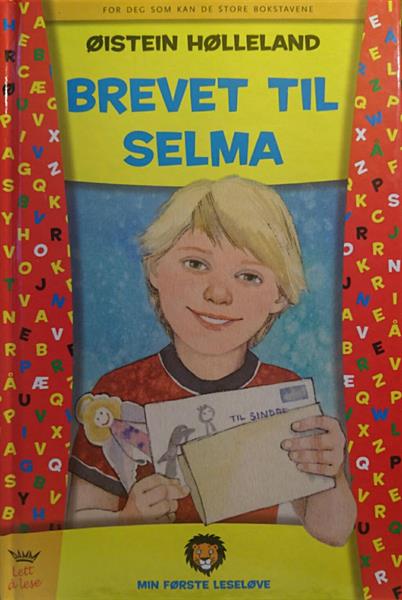 FOR DEG SOM KAN DE STORE BOKSTAVENE
ØISTEIN HØLLELAND
BREVET TIL
SELMA
TIL SINDRE
Lett
å lese
MIN FØRSTE LESELØVE